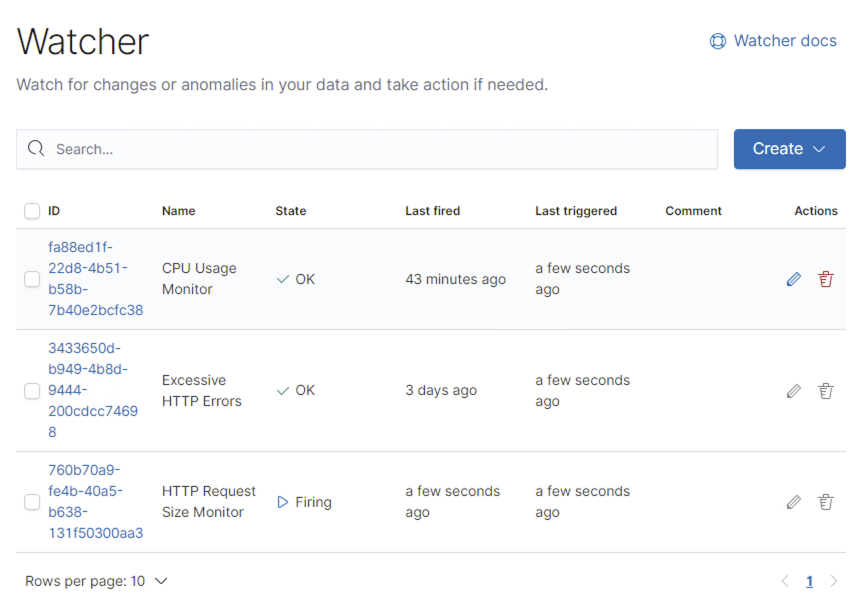 Watcher
Watcher docs
Watch for changes or anomalies in your data and take action if needed.
Search...
Create
ID Name State Last fired Last triggered Comment Actions
fa88ed1f-
22d8-4b51-
b58b-
7b40e2bcfc38
CPU Usage
Monitor
OK
43 minutes ago
a few seconds
ago
3433650d-
b949-4b8d-
9444-
200cdcc7469
8
Excessive
HTTP Errors
OK
3 days ago
a few seconds
ago
760b70a9-
fe4b-40a5-
b638-
131f50300aa3
HTTP Request
Size Monitor
Firing
a few seconds
ago
a few seconds
ago
Rows per page: 10
1